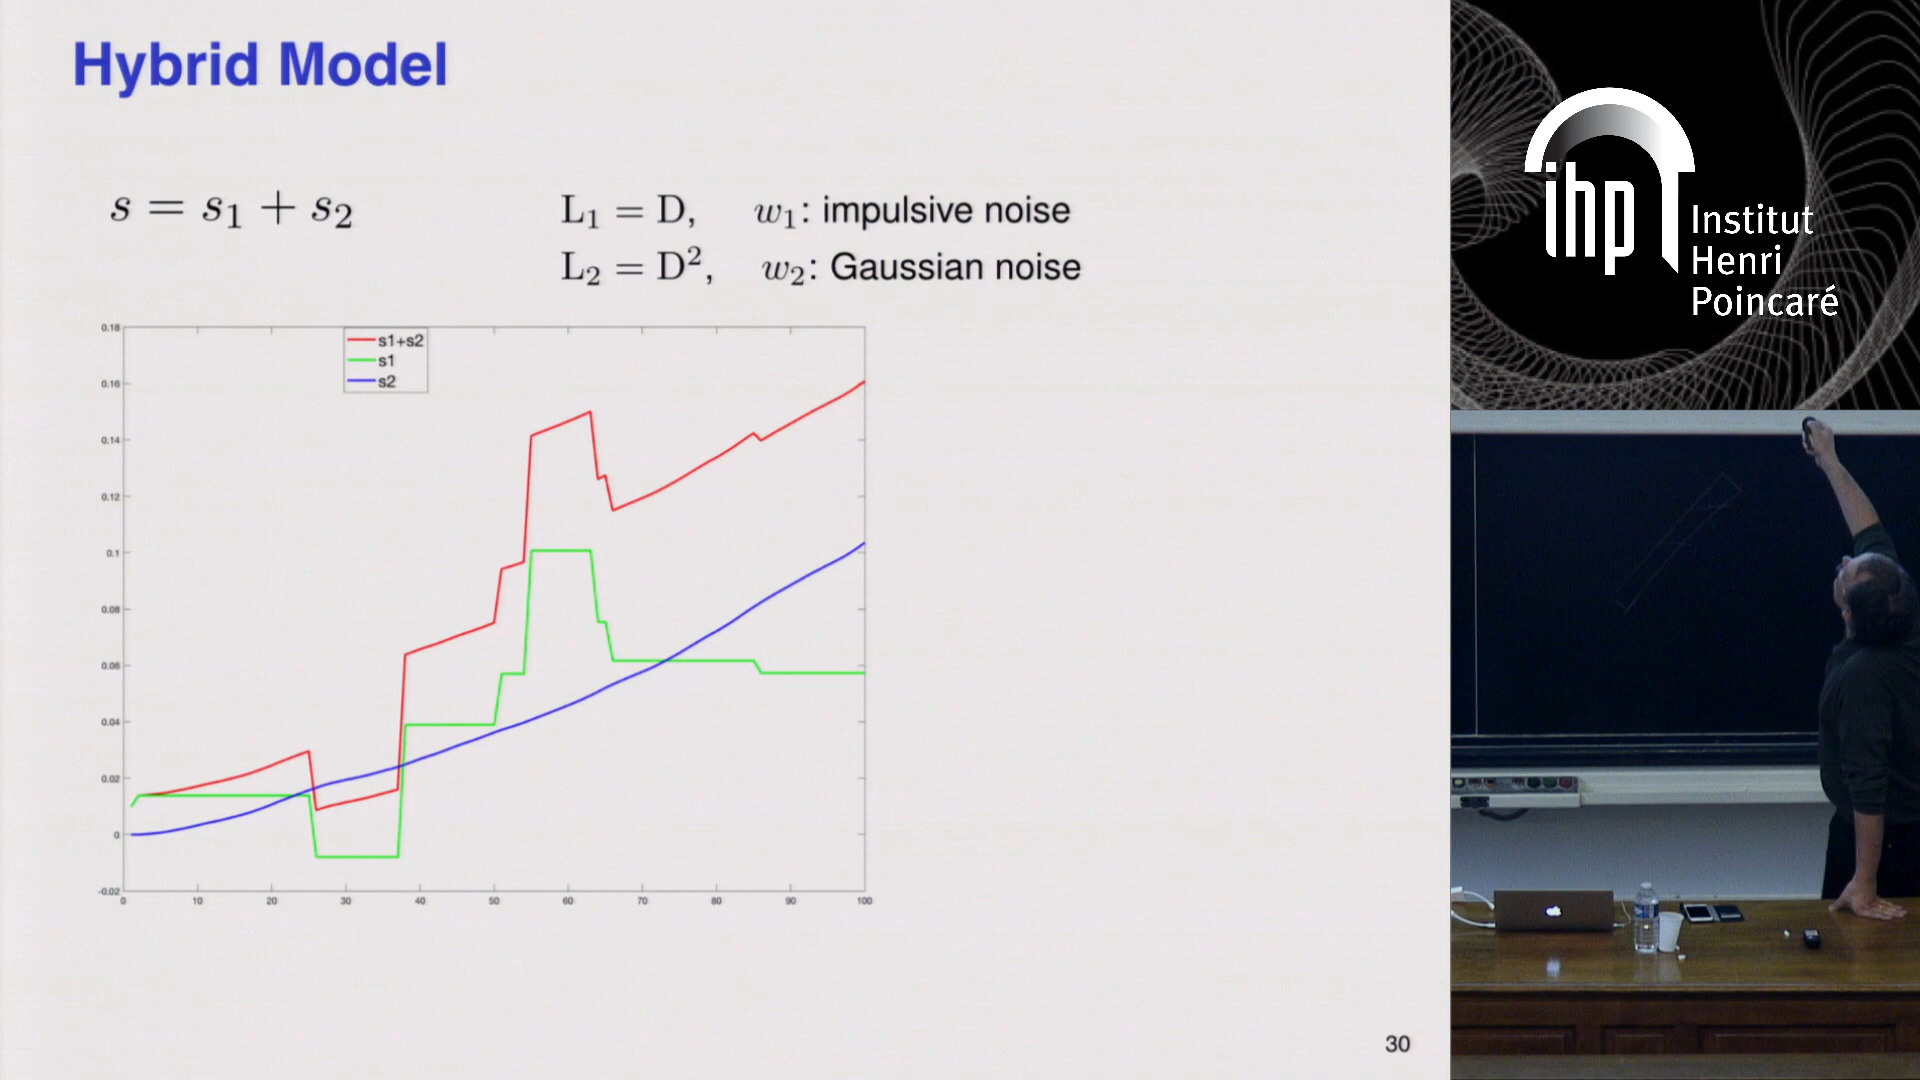 Hybrid Model
s = s₁ + s₂
L₁ = D, w₁: impulsive noise
L₂ = D², w₂: Gaussian noise
s1+s2
s1
s2
0.18
0.16
0.14
0.12
0.1
0.08
0.06
0.04
0.02
0
-0.02
0 10 20 30 40 50 60 70 80 90 100
30
ihp
Institut
Henri
Poincaré